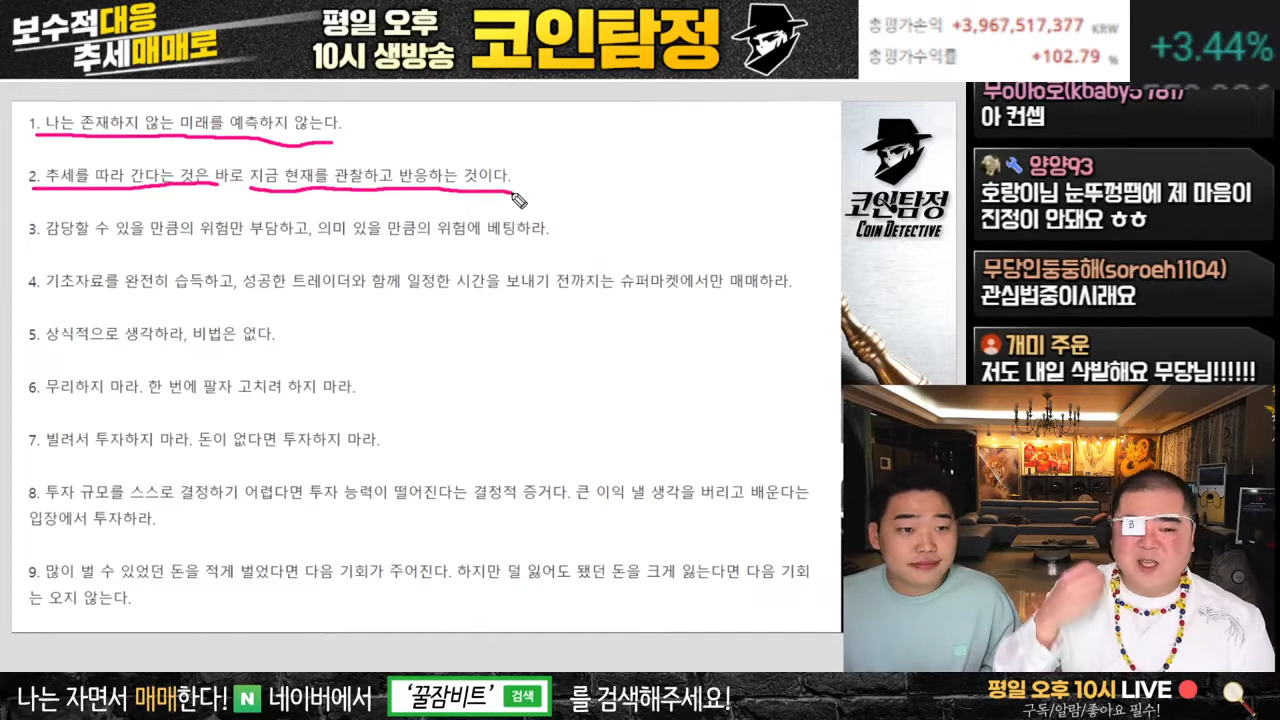 보수적대응
추세매매로
평일 오후
10시 생방송
코인탐정
총평가손익 +3,967,517,377 KRW
총평가수익률 +102.79 %
+3.44%
1. 나는 존재하지 않는 미래를 예측하지 않는다.
2. 추세를 따라 간다는 것은 바로 지금 현재를 관찰하고 반응하는 것이다.
3. 감당할 수 있을 만큼의 위험만 부담하고, 의미 있을 만큼의 위험에 베팅하라.
4. 기초자료를 완전히 습득하고, 성공한 트레이더와 함께 일정한 시간을 보내기 전까지는 슈퍼마켓에서만 매매하라.
5. 상식적으로 생각하라, 비법은 없다.
6. 무리하지 마라. 한 번에 팔자 고치려 하지 마라.
7. 빌려서 투자하지 마라. 돈이 없다면 투자하지 마라.
8. 투자 규모를 스스로 결정하기 어렵다면 투자 능력이 떨어진다는 결정적 증거다. 큰 이익 낼 생각을 버리고 배운다는
입장에서 투자하라.
9. 많이 벌 수 있었던 돈을 적게 벌었다면 다음 기회가 주어진다. 하지만 덜 잃어도 됐던 돈을 크게 잃는다면 다음 기회
는 오지 않는다.
코인탐정
COIN DETECTIVE
아 컨셉
양양93
호랑이님 눈뚜껑땜에 제 마음이
진정이 안돼요 ㅎㅎ
무당인둥둥해(soroeh1104)
관심법중이시래요
개미 주운
저도 내일 삭발해요 무당님!!!!!!
B
나는 자면서 매매한다! N 네이버에서 '꿀잠비트' 검색 를 검색해주세요!
평일 오후 10시 LIVE
구독/알람/좋아요 필수!